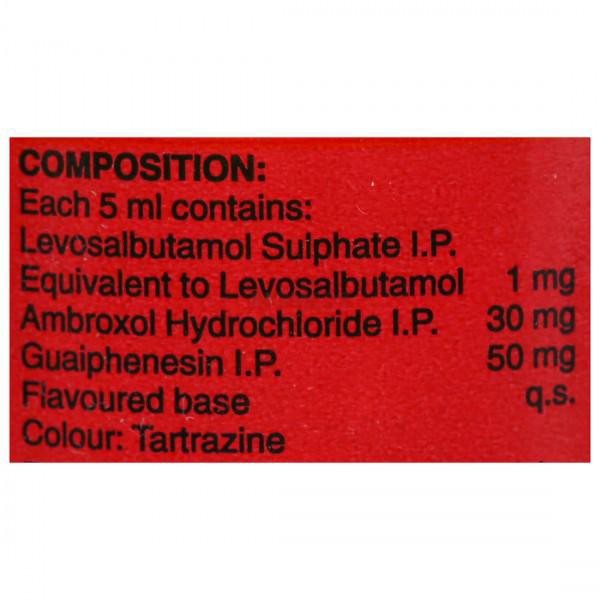 COMPOSITION:
Each 5 ml contains:
Levosalbutamol Sulphate I.P.
Equivalent to Levosalbutamol 1 mg
Ambroxol Hydrochloride I.P. 30 mg
Guaiphenesin I.P. 50 mg
Flavoured base q.s.
Colour: Tartrazine